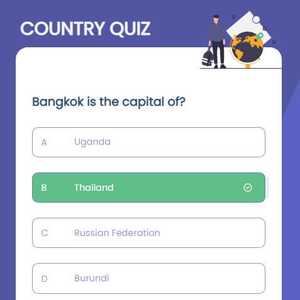 COUNTRY QUIZ
Bangkok is the capital of?
A Uganda
B Thailand
C Russian Federation
D Burundi